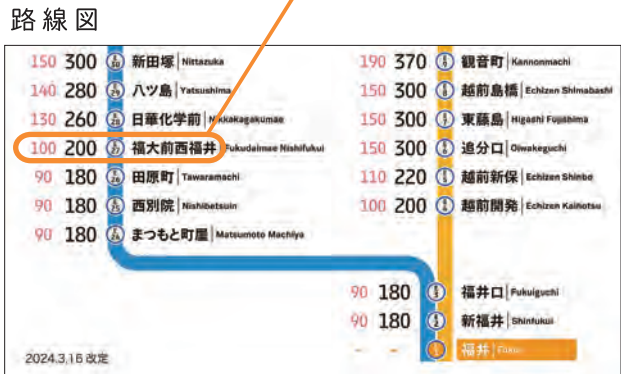 路線図
150 300 新田塚 Nittazuka
140 280 八ツ島 Yatsushima
130 260 日華化学前 Nikkakagakumae
100 200 福大前西福井 Fukudaimae Nishifukui
90 180 田原町 Tawaramachi
90 180 西別院 Nishibetsuin
90 180 まつもと町屋 Matsumoto Machiya
190 370 観音町 Kannonmachi
150 300 越前島橋 Echizen Shimabashi
150 300 東藤島 Higashi Fujishima
150 300 追分口 Oiwakeguchi
110 220 越前新保 Echizen Shinbo
100 200 越前開発 Echizen Kaihotsu
90 180 福井口 Fukuiguchi
90 180 新福井 Shinfukui
- - 福井 Fukui
2024.3.16 改定